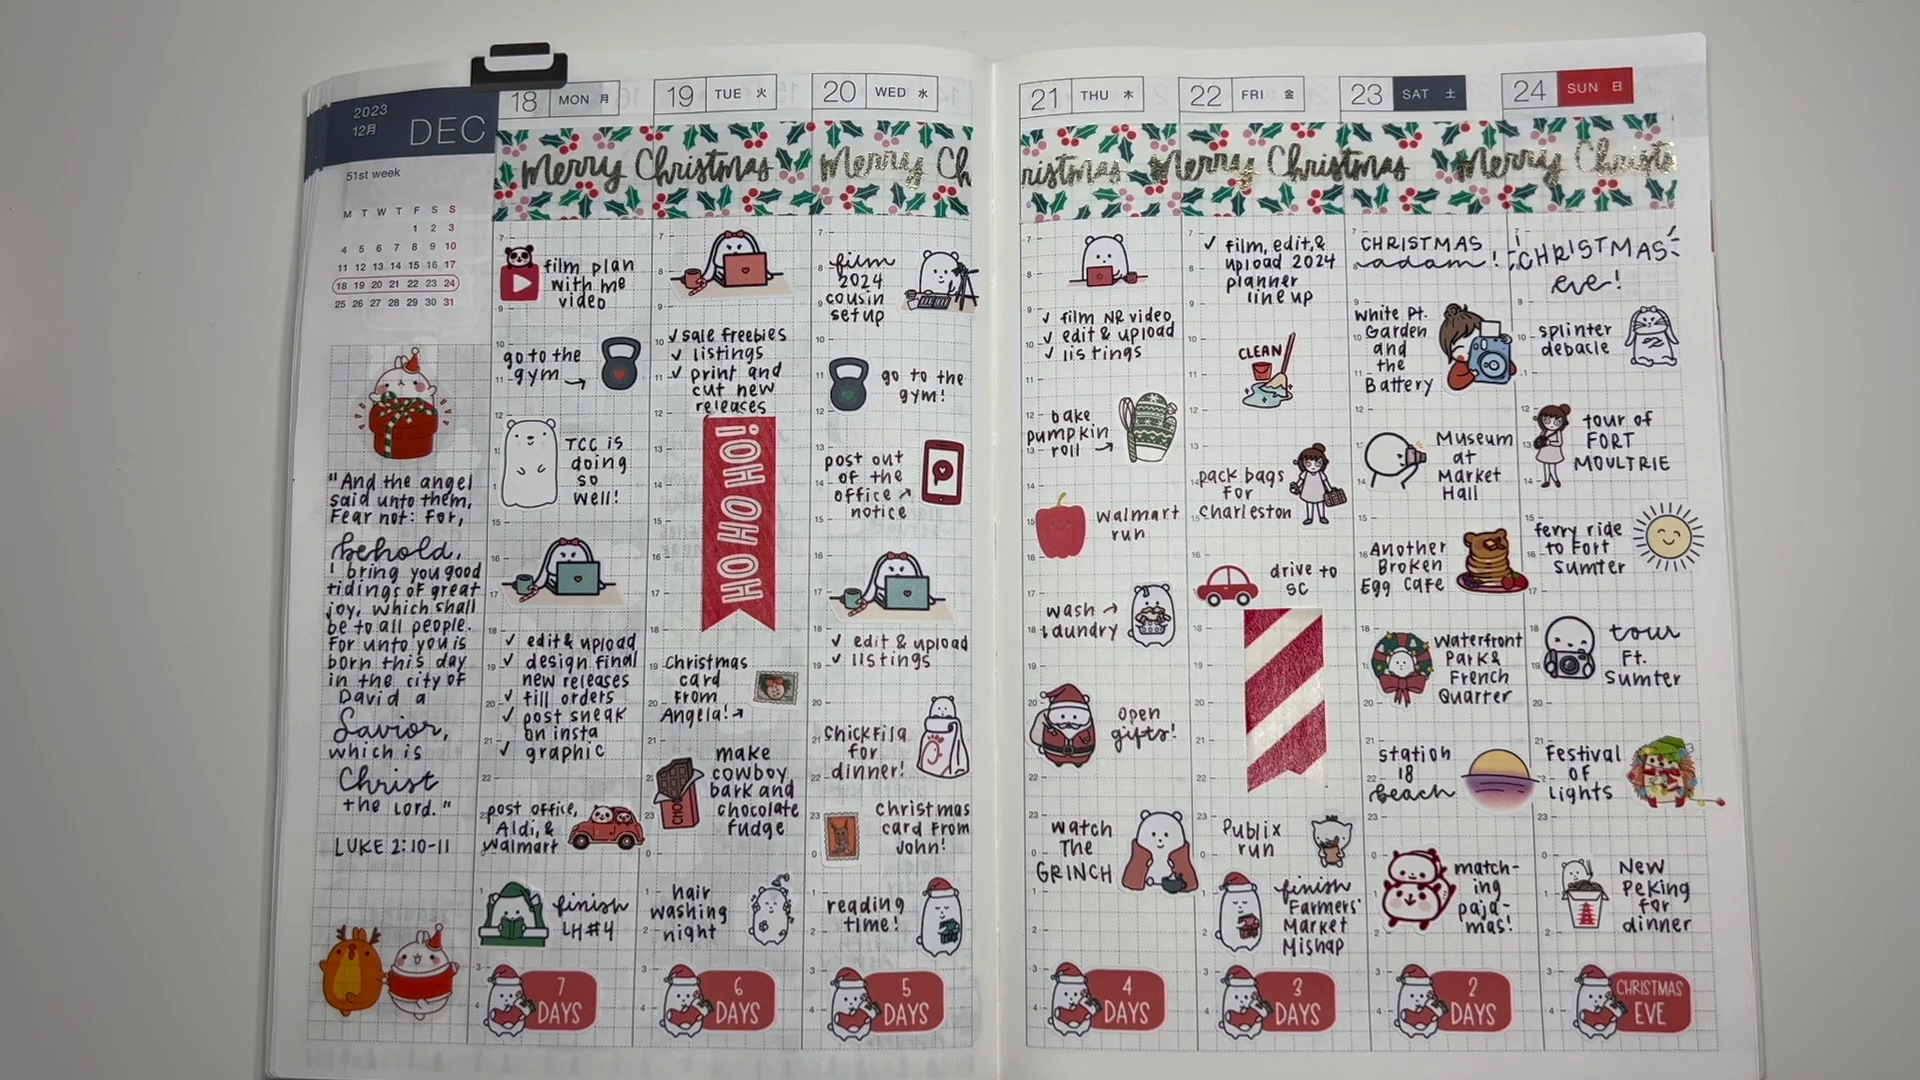 2023
12月
DEC
51st week
M T W T F S S
1 2 3
4 5 6 7 8 9 10
11 12 13 14 15 16 17
18 19 20 21 22 23 24
25 26 27 28 29 30 31
"And the angel
said unto them,
Fear not: For,
behold,
I bring you good
tidings of great
joy, which shall
be to all people.
For unto you is
born this day
in the city of
David a
Savior,
which is
Christ
the Lord."
LUKE 2:10-11
18 MON 月
Merry Christmas
film plan
with me
video
go to the
gym
TCC is
doing
so
well!
✓ edit & upload
✓ design final
new releases
✓ fill orders
✓ post sneak
on insta
✓ graphic
post office,
Aldi, &
Walmart
finish
LH #4
7
DAYS
19 TUE 火
✓ sale freebies
✓ listings
✓ print and
cut new
releases
HO HO HO HO!
Christmas
card
from
Angela!
make
cowboy
bark and
chocolate
fudge
CHOC
hair
washing
night
6
DAYS
20 WED 水
Merry Ch
film
2024
cousin
setup
go to the
gym!
post out
of the
office
notice
✓ edit & upload
✓ listings
chickfila
for
dinner!
Christmas
card from
John!
reading
time!
5
DAYS
21 THU 木
ristmas
✓ film NR video
✓ edit & upload
✓ listings
bake
pumpkin
roll
Walmart
run
wash
laundry
open
gifts!
watch
The
GRINCH
4
DAYS
22 FRI 金
Merry Christmas
✓ film, edit, &
upload 2024
planner
line up
CLEAN
pack bags
for
Charleston
drive to
SC
Publix
run
finish
Farmers'
Market
Mishap
3
DAYS
23 SAT 土
CHRISTMAS
adam!
White Pt.
Garden
and
the
Battery
Museum
at
Market
Hall
Another
Broken
Egg Cafe
Waterfront
Park &
French
Quarter
station
18
beach
match-
ing
paja-
mas!
2
DAYS
24 SUN 日
Merry Christ
CHRISTMAS
eve!
splinter
debacle
tour of
FORT
MOULTRIE
ferry ride
to Fort
Sumter
tour
Ft.
Sumter
Festival
OF
Lights
New
Peking
for
dinner
CHRISTMAS
EVE